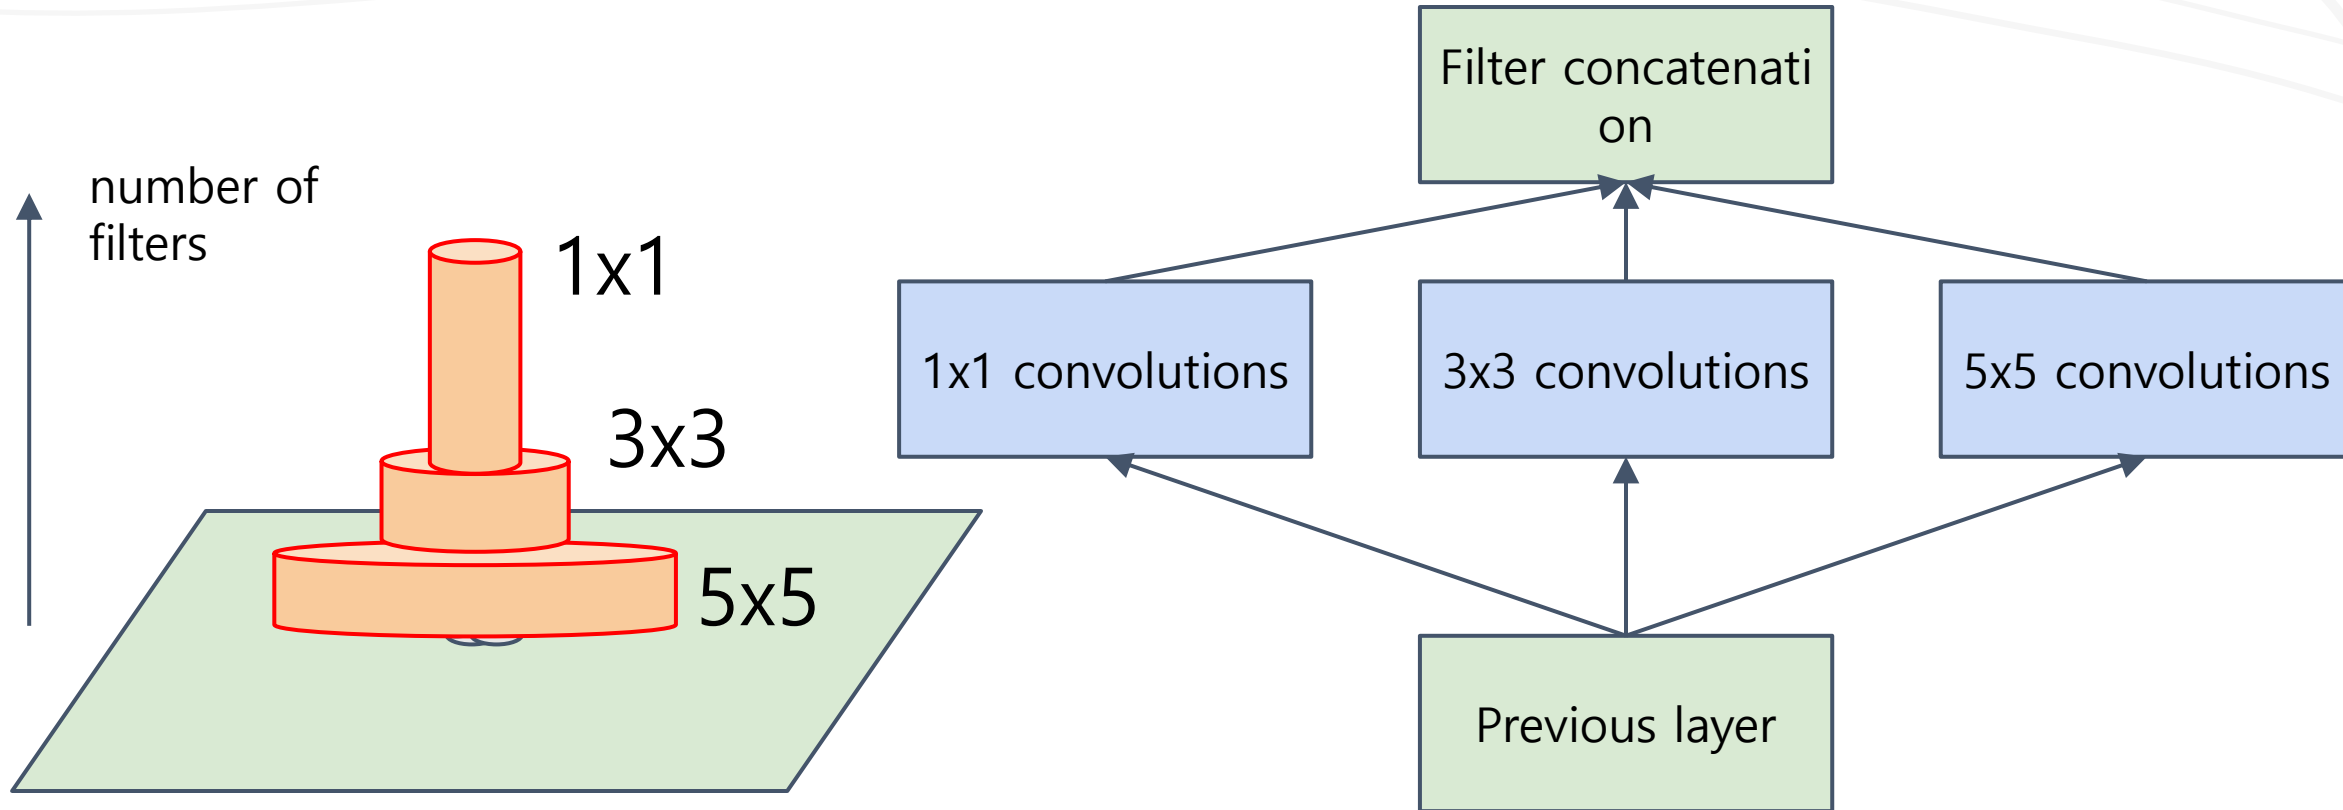 number of
filters
1x1
3x3
5x5
Filter concatenati
on
1x1 convolutions
3x3 convolutions
5x5 convolutions
Previous layer